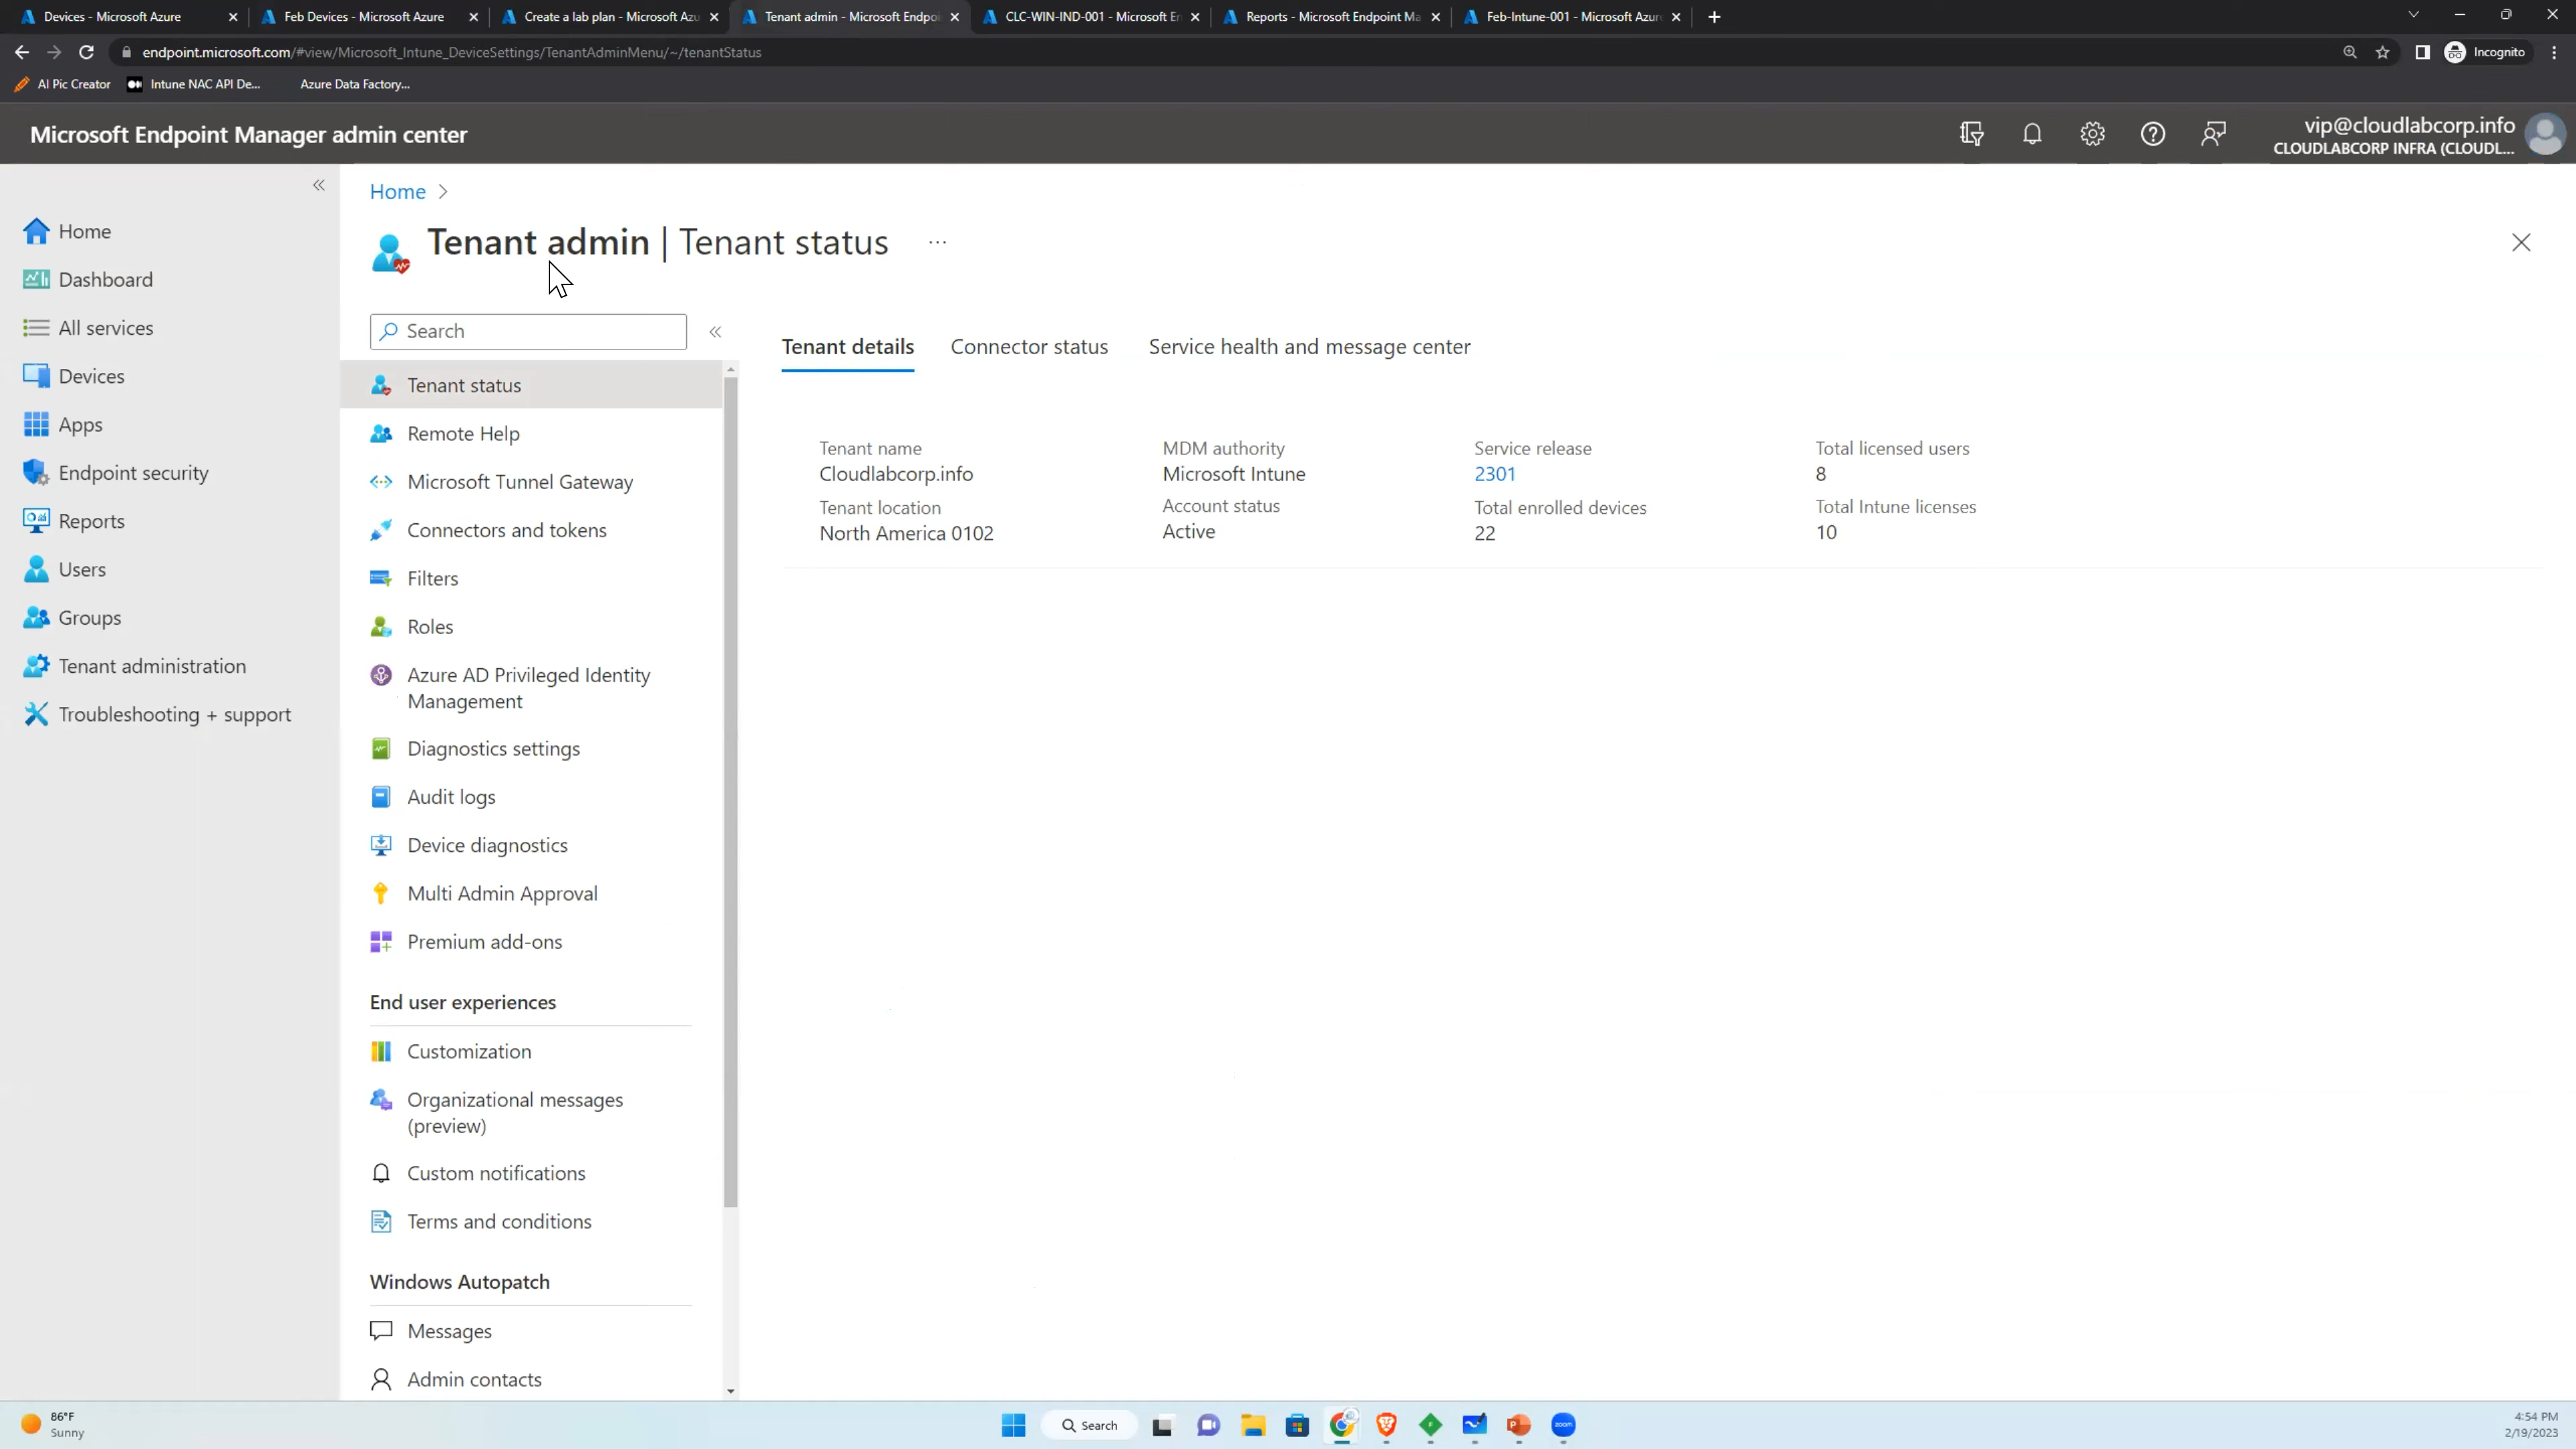 Devices - Microsoft Azure
Feb Devices - Microsoft Azure
Create a lab plan - Microsoft Azu
Tenant admin - Microsoft Endpoi
CLC-WIN-IND-001 - Microsoft En
Reports - Microsoft Endpoint Ma
Feb-Intune-001 - Microsoft Azur
endpoint.microsoft.com/#view/Microsoft_Intune_DeviceSettings/TenantAdminMenu/~/tenantStatus
Incognito
AI Pic Creator
Intune NAC API De...
Azure Data Factory...
Microsoft Endpoint Manager admin center
vip@cloudlabcorp.info
CLOUDLABCORP INFRA (CLOUDL...
Home
Dashboard
All services
Devices
Apps
Endpoint security
Reports
Users
Groups
Tenant administration
Troubleshooting + support
Home
Tenant admin | Tenant status
Search
Tenant status
Remote Help
Microsoft Tunnel Gateway
Connectors and tokens
Filters
Roles
Azure AD Privileged Identity
Management
Diagnostics settings
Audit logs
Device diagnostics
Multi Admin Approval
Premium add-ons
End user experiences
Customization
Organizational messages
(preview)
Custom notifications
Terms and conditions
Windows Autopatch
Messages
Admin contacts
Tenant details
Connector status
Service health and message center
Tenant name
Cloudlabcorp.info
Tenant location
North America 0102
MDM authority
Microsoft Intune
Account status
Active
Service release
2301
Total enrolled devices
22
Total licensed users
8
Total Intune licenses
10
86°F
Sunny
Search
zoom
4:54 PM
2/19/2023